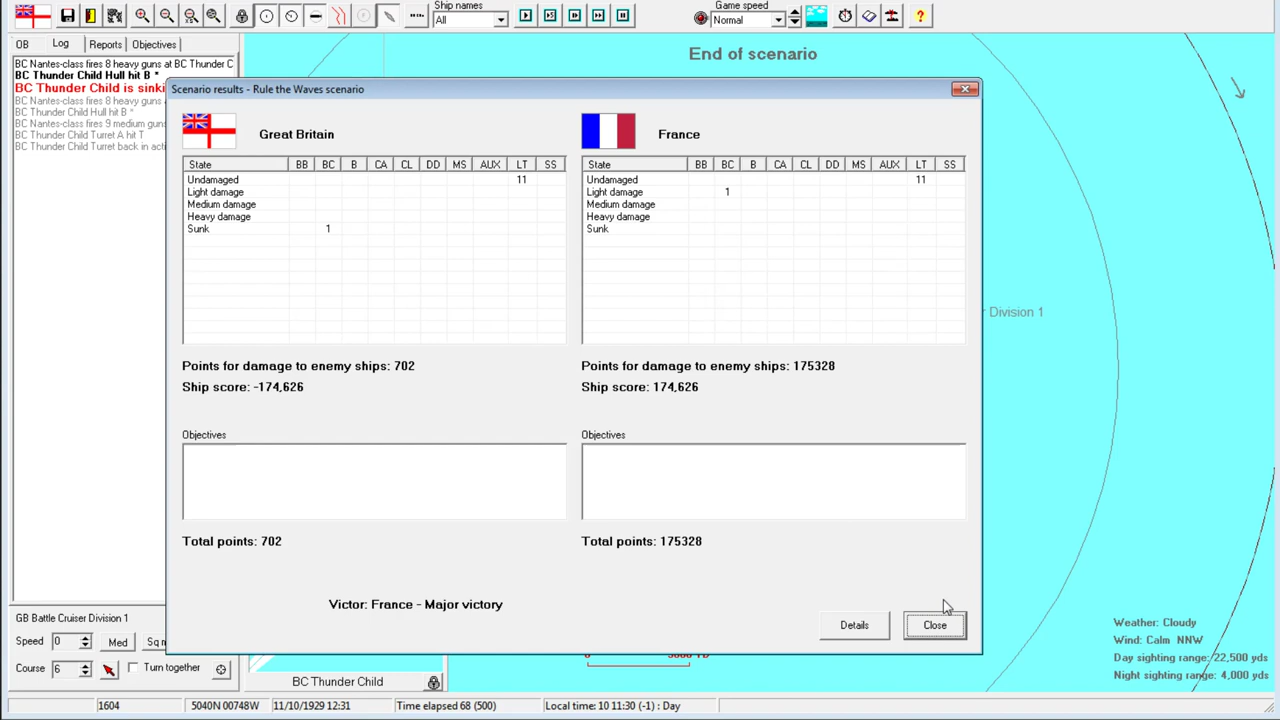 Ship names
All
Game speed
Normal
OB
Log
Reports
Objectives
End of scenario
BC Nantes-class fires 8 heavy guns at BC Thunder C
BC Thunder Child Hull hit B *
BC Thunder Child is sinki
BC Nantes-class fires 8 heavy guns
BC Thunder Child Hull hit B *
BC Nantes-class fires 9 medium guns
BC Thunder Child Turret A hit T
BC Thunder Child Turret back in acti
Scenario results - Rule the Waves scenario
Great Britain
State BB BC B CA CL DD MS AUX LT SS
Undamaged 11
Light damage
Medium damage
Heavy damage
Sunk 1
Points for damage to enemy ships: 702
Ship score: -174,626
Objectives
Total points: 702
France
State BB BC B CA CL DD MS AUX LT SS
Undamaged 11
Light damage 1
Medium damage
Heavy damage
Sunk
Points for damage to enemy ships: 175328
Ship score: 174,626
Objectives
Total points: 175328
Victor: France - Major victory
Details
Close
Division 1
GB Battle Cruiser Division 1
Speed 0 Med Sq
Course 6 Turn together
BC Thunder Child
Weather: Cloudy
Wind: Calm NNW
Day sighting range: 22,500 yds
Night sighting range: 4,000 yds
1604
5040N 00748W
11/10/1929 12:31
Time elapsed 68 (500)
Local time: 10 11:30 (-1) : Day